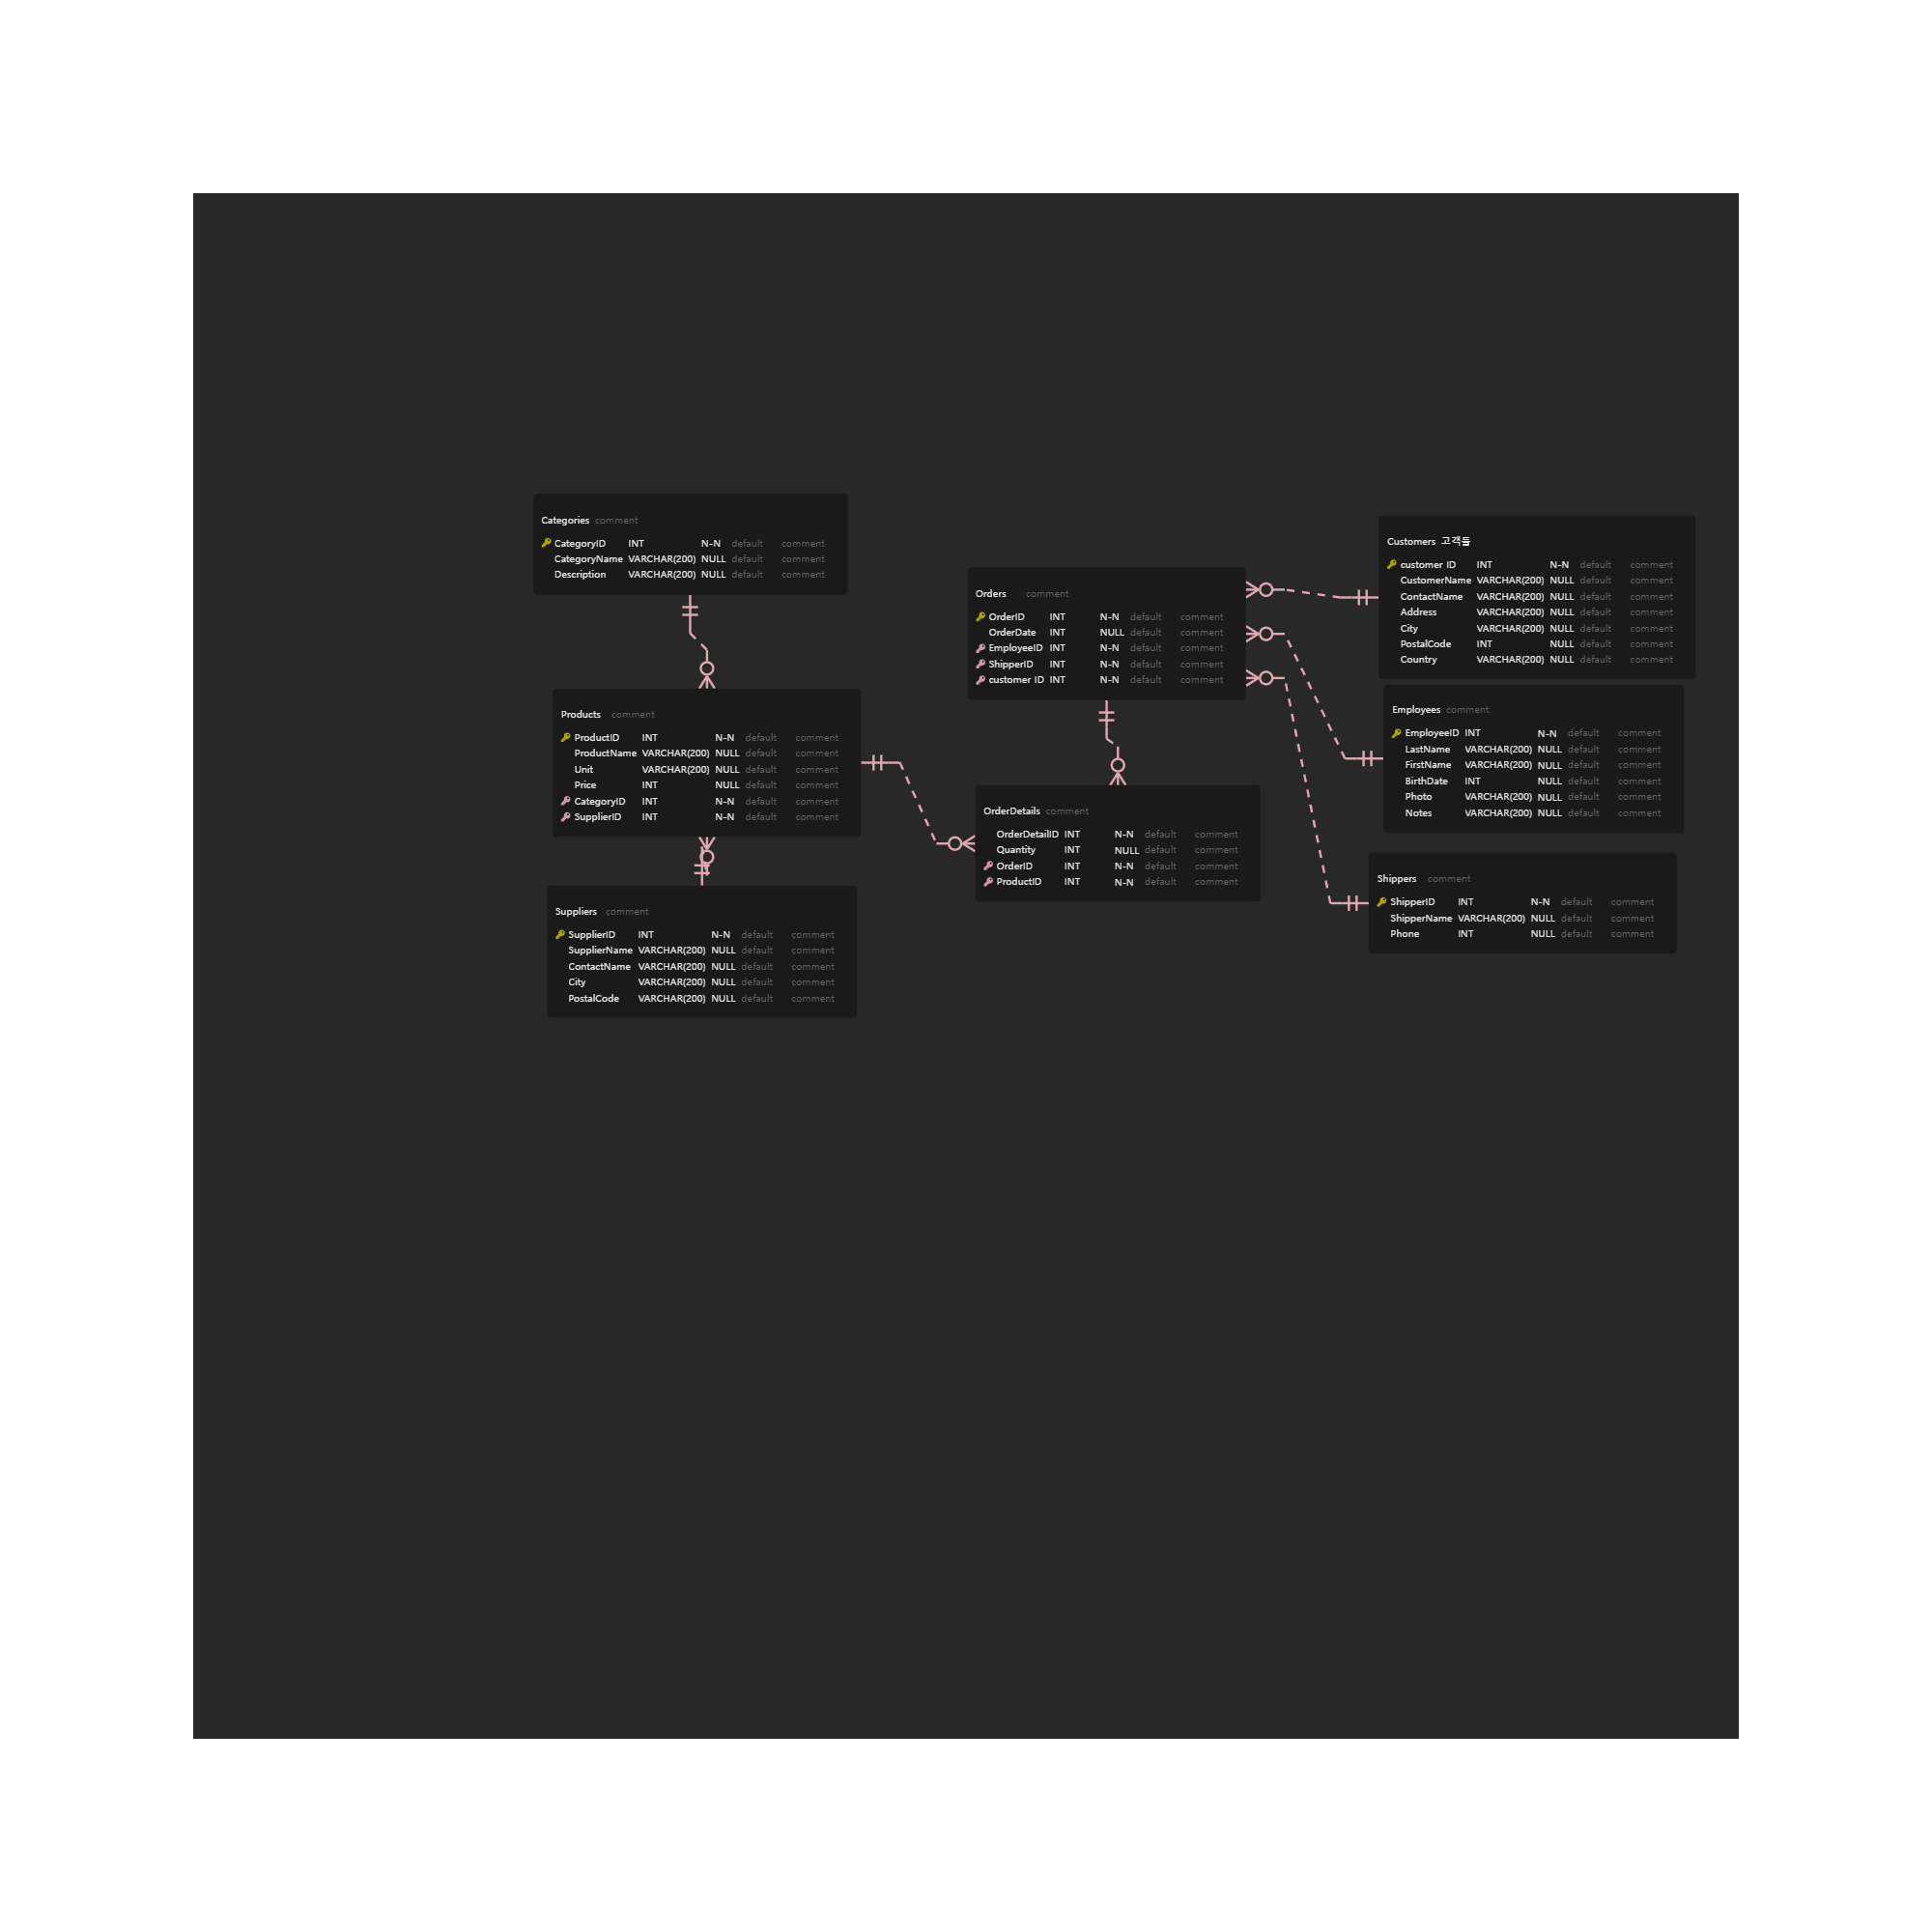 Categories comment
CategoryID INT N-N default comment
CategoryName VARCHAR(200) NULL default comment
Description VARCHAR(200) NULL default comment
Products comment
ProductID INT N-N default comment
ProductName VARCHAR(200) NULL default comment
Unit VARCHAR(200) NULL default comment
Price INT NULL default comment
CategoryID INT N-N default comment
SupplierID INT N-N default comment
Suppliers comment
SupplierID INT N-N default comment
SupplierName VARCHAR(200) NULL default comment
ContactName VARCHAR(200) NULL default comment
City VARCHAR(200) NULL default comment
PostalCode VARCHAR(200) NULL default comment
Orders comment
OrderID INT N-N default comment
OrderDate INT NULL default comment
EmployeeID INT N-N default comment
ShipperID INT N-N default comment
customer ID INT N-N default comment
OrderDetails comment
OrderDetailID INT N-N default comment
Quantity INT NULL default comment
OrderID INT N-N default comment
ProductID INT N-N default comment
Customers 고객들
customer ID INT N-N default comment
CustomerName VARCHAR(200) NULL default comment
ContactName VARCHAR(200) NULL default comment
Address VARCHAR(200) NULL default comment
City VARCHAR(200) NULL default comment
PostalCode INT NULL default comment
Country VARCHAR(200) NULL default comment
Employees comment
EmployeeID INT N-N default comment
LastName VARCHAR(200) NULL default comment
FirstName VARCHAR(200) NULL default comment
BirthDate INT NULL default comment
Photo VARCHAR(200) NULL default comment
Notes VARCHAR(200) NULL default comment
Shippers comment
ShipperID INT N-N default comment
ShipperName VARCHAR(200) NULL default comment
Phone INT NULL default comment